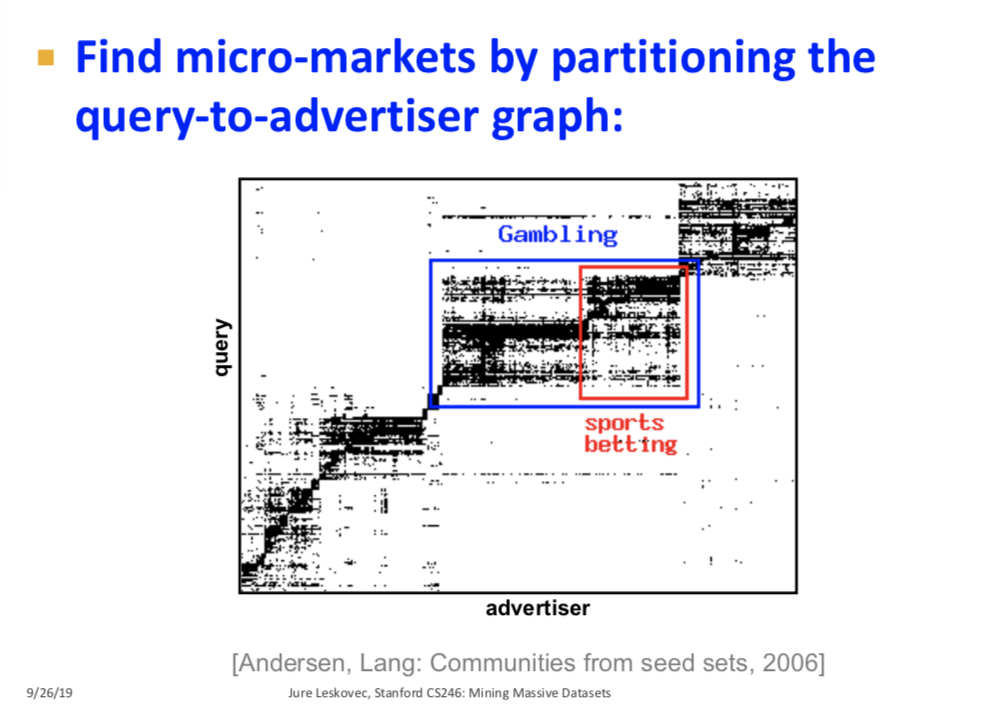 Find micro-markets by partitioning the
query-to-advertiser graph:
Gambling
query
sports
betting
advertiser
[Andersen, Lang: Communities from seed sets, 2006]
9/26/19
Jure Leskovec, Stanford CS246: Mining Massive Datasets